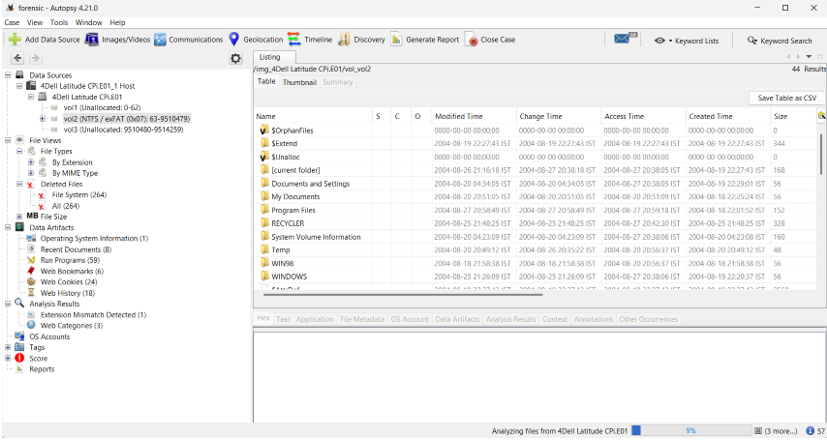 forensic - Autopsy 4.21.0
Case View Tools Window Help
Add Data Source Images/Videos Communications Geolocation Timeline Discovery Generate Report Close Case Keyword Lists Keyword Search
Data Sources
4Dell Latitude CPi.E01_1 Host
4Dell Latitude CPi.E01
vol1 (Unallocated: 0-62)
vol2 (NTFS / exFAT (0x07): 63-9510479)
vol3 (Unallocated: 9510480-9514259)
File Views
File Types
By Extension
By MIME Type
Deleted Files
File System (264)
All (264)
MB File Size
Data Artifacts
Operating System Information (1)
Recent Documents (8)
Run Programs (59)
Web Bookmarks (6)
Web Cookies (24)
Web History (18)
Analysis Results
Extension Mismatch Detected (1)
Web Categories (3)
OS Accounts
Tags
Score
Reports
Listing
/img_4Dell Latitude CPi.E01/vol_vol2 44 Results
Table Thumbnail Summary
Save Table as CSV
Name S C O Modified Time Change Time Access Time Created Time Size
$OrphanFiles 0000-00-00 00:00:00 0000-00-00 00:00:00 0000-00-00 00:00:00 0000-00-00 00:00:00 0
$Extend 2004-08-19 22:27:43 IST 2004-08-19 22:27:43 IST 2004-08-19 22:27:43 IST 2004-08-19 22:27:43 IST 344
$Unalloc 0000-00-00 00:00:00 0000-00-00 00:00:00 0000-00-00 00:00:00 0000-00-00 00:00:00 0
[current folder] 2004-08-26 21:16:18 IST 2004-08-27 20:38:18 IST 2004-08-27 20:38:18 IST 2004-08-19 22:27:43 IST 168
Documents and Settings 2004-08-20 04:34:05 IST 2004-08-20 04:34:05 IST 2004-08-27 20:38:05 IST 2004-08-19 22:29:01 IST 56
My Documents 2004-08-20 20:51:05 IST 2004-08-20 20:51:05 IST 2004-08-20 20:51:09 IST 2004-08-18 22:25:24 IST 56
Program Files 2004-08-27 20:58:49 IST 2004-08-27 20:58:49 IST 2004-08-27 20:59:18 IST 2004-08-18 22:01:52 IST 152
RECYCLER 2004-08-25 21:48:25 IST 2004-08-25 21:48:25 IST 2004-08-27 20:42:30 IST 2004-08-25 21:48:25 IST 328
System Volume Information 2004-08-20 04:23:09 IST 2004-08-20 04:23:09 IST 2004-08-27 20:38:06 IST 2004-08-20 04:23:08 IST 160
Temp 2004-08-20 20:49:12 IST 2004-08-26 20:35:22 IST 2004-08-26 20:56:37 IST 2004-08-20 20:49:12 IST 48
WIN98 2004-08-18 21:58:38 IST 2004-08-18 21:58:38 IST 2004-08-20 20:56:42 IST 2004-08-18 21:58:38 IST 56
WINDOWS 2004-08-25 21:26:09 IST 2004-08-25 21:26:09 IST 2004-08-27 20:38:06 IST 2004-08-19 22:20:37 IST 56
Hex Text Application File Metadata OS Account Data Artifacts Analysis Results Context Annotations Other Occurrences
Analyzing files from 4Dell Latitude CPi.E01 9% (3 more...) 57